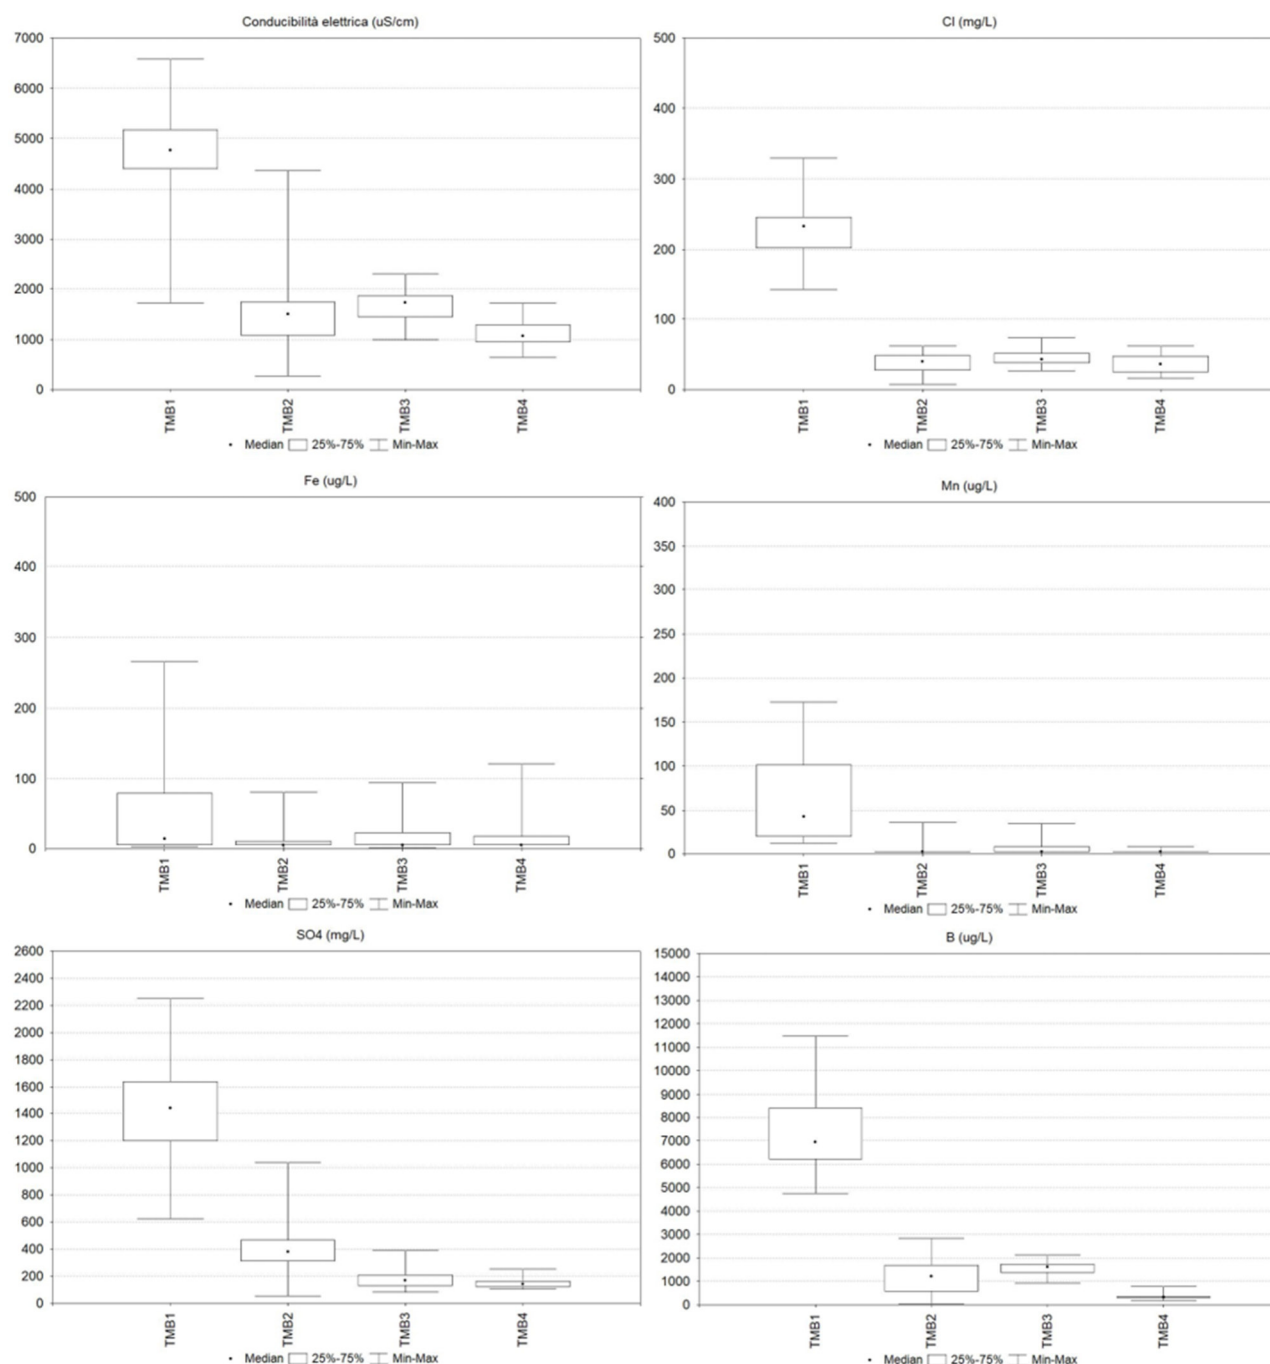 Conducibilità elettrica (uS/cm)
7000
6000
5000
4000
3000
2000
1000
0
TMB1
TMB2
TMB3
TMB4
Median 25%-75% Min-Max
Cl (mg/L)
500
400
300
200
100
0
TMB1
TMB2
TMB3
TMB4
Median 25%-75% Min-Max
Fe (ug/L)
500
400
300
200
100
0
TMB1
TMB2
TMB3
TMB4
Median 25%-75% Min-Max
Mn (ug/L)
400
350
300
250
200
150
100
50
0
TMB1
TMB2
TMB3
TMB4
Median 25%-75% Min-Max
SO4 (mg/L)
2600
2400
2200
2000
1800
1600
1400
1200
1000
800
600
400
200
0
TMB1
TMB2
TMB3
TMB4
Median 25%-75% Min-Max
B (ug/L)
15000
14000
13000
12000
11000
10000
9000
8000
7000
6000
5000
4000
3000
2000
1000
0
TMB1
TMB2
TMB3
TMB4
Median 25%-75% Min-Max